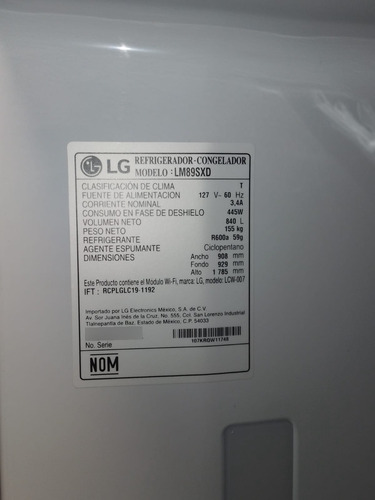 LG REFRIGERADOR-CONGELADOR
MODELO : LM89SXD
CLASIFICACIÓN DE CLIMA T
FUENTE DE ALIMENTACION 127 V~ 60 Hz
CORRIENTE NOMINAL 3,4A
CONSUMO EN FASE DE DESHIELO 445W
VOLUMEN NETO 840 L
PESO NETO 155 kg
REFRIGERANTE R600a 59g
AGENTE ESPUMANTE Ciclopentano
DIMENSIONES Ancho 908 mm
Fondo 929 mm
Alto 1 785 mm
Este Producto contiene el Modulo Wi-Fi, marca: LG, modelo: LCW-007
IFT : RCPLGLC19-1192
Importado por LG Electronics México, S.A. de C.V.
Av. Sor Juana Inés de la Cruz, No. 555, Col. San Lorenzo Industrial
Tlalnepantla de Baz, Estado de México, C.P. 54033
No. Serie
NOM